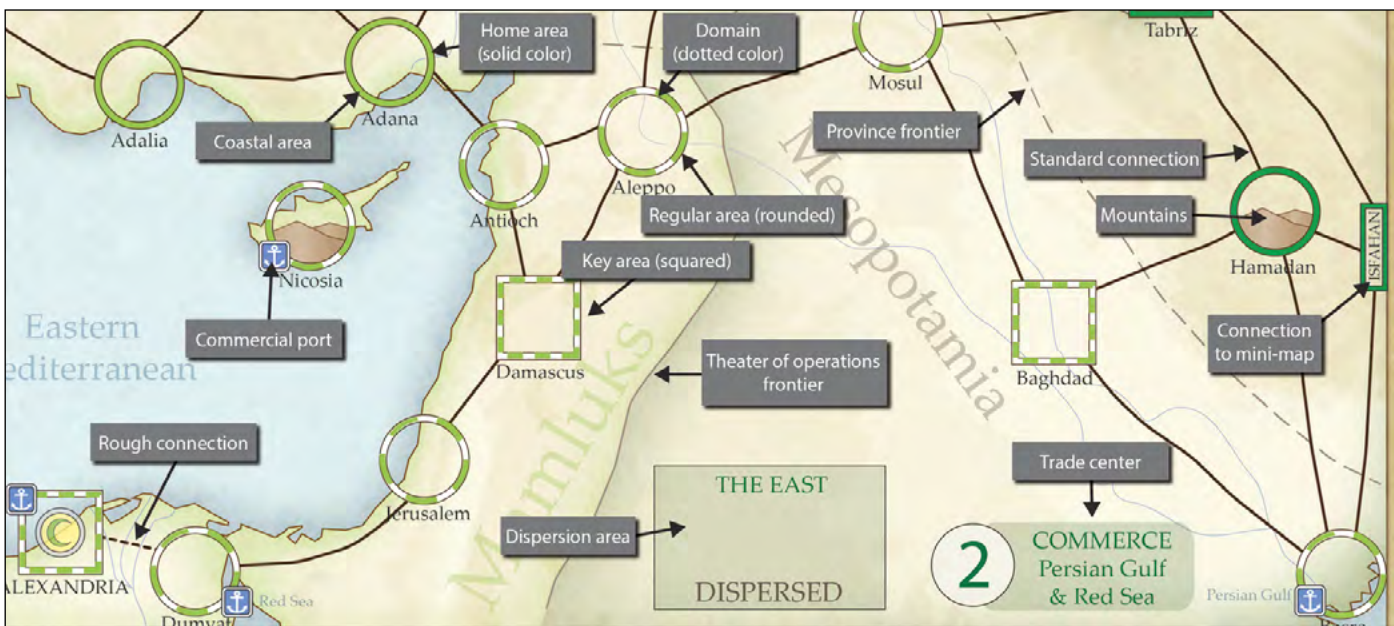 Home area
(solid color)
Domain
(dotted color)
Tabriz
Adalia
Adana
Mosul
Coastal area
Province frontier
Standard connection
Aleppo
Antioch
Regular area (rounded)
Mountains
Mesopotamia
ISFAHAN
Hamadan
Key area (squared)
Nicosia
Eastern
Commercial port
Damascus
Theater of operations
frontier
Connection
to mini-map
Baghdad
Mamluks
Rough connection
Trade center
THE EAST
Jerusalem
Dispersion area
DISPERSED
2
COMMERCE
Persian Gulf
& Red Sea
Red Sea
Persian Gulf